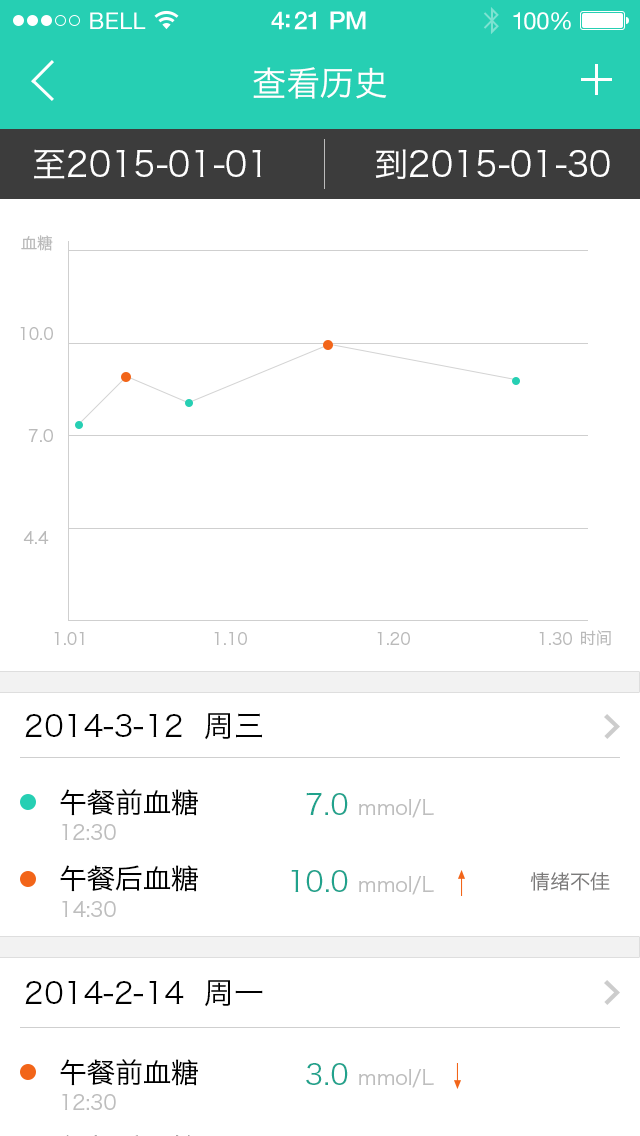 BELL 4:21 PM 100%
查看历史
至2015-01-01 到2015-01-30
血糖
10.0
7.0
4.4
1.01 1.10 1.20 1.30 时间
2014-3-12 周三
午餐前血糖 7.0 mmol/L
12:30
午餐后血糖 10.0 mmol/L 情绪不佳
14:30
2014-2-14 周一
午餐前血糖 3.0 mmol/L
12:30